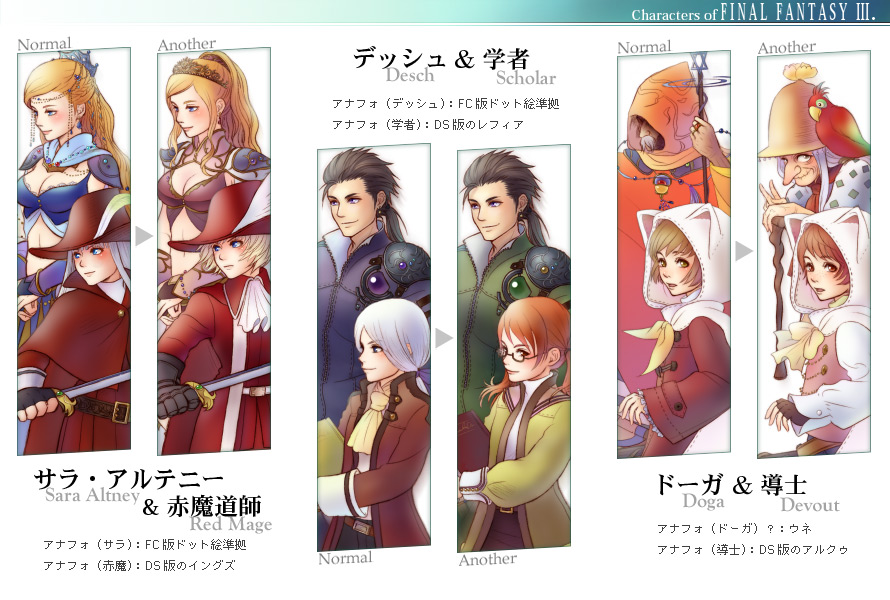 Characters of FINAL FANTASY III.
Normal
Another
サラ・アルテニー
Sara Altney
& 赤魔道師
Red Mage
アナフォ（サラ）：FC版ドット絵準拠
アナフォ（赤魔）：DS版のイングズ
デッシュ & 学者
Desch
Scholar
アナフォ（デッシュ）：FC版ドット絵準拠
アナフォ（学者）：DS版のレフィア
Normal
Another
Normal
Another
ドーガ & 導士
Doga
Devout
アナフォ（ドーガ）？：ウネ
アナフォ（導士）：DS版のアルクゥ